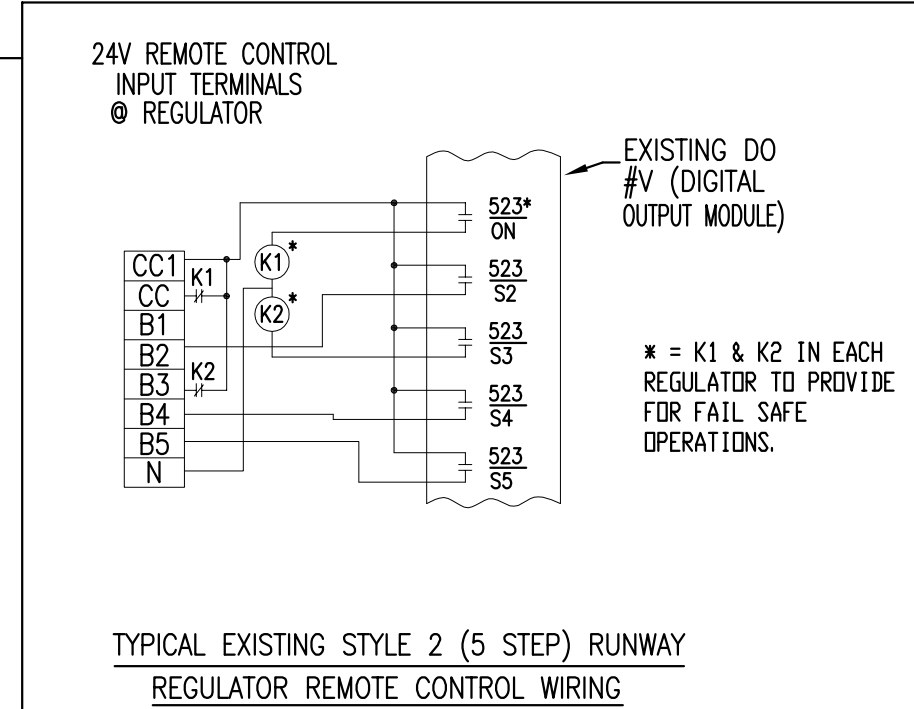 24V REMOTE CONTROL
INPUT TERMINALS
@ REGULATOR
EXISTING DO
#V (DIGITAL
OUTPUT MODULE)
523*
ON
523
S2
523
S3
523
S4
523
S5
K1*
K2*
CC1
CC
B1
B2
B3
B4
B5
N
K1
K2
* = K1 & K2 IN EACH
REGULATOR TO PROVIDE
FOR FAIL SAFE
OPERATIONS.
TYPICAL EXISTING STYLE 2 (5 STEP) RUNWAY
REGULATOR REMOTE CONTROL WIRING